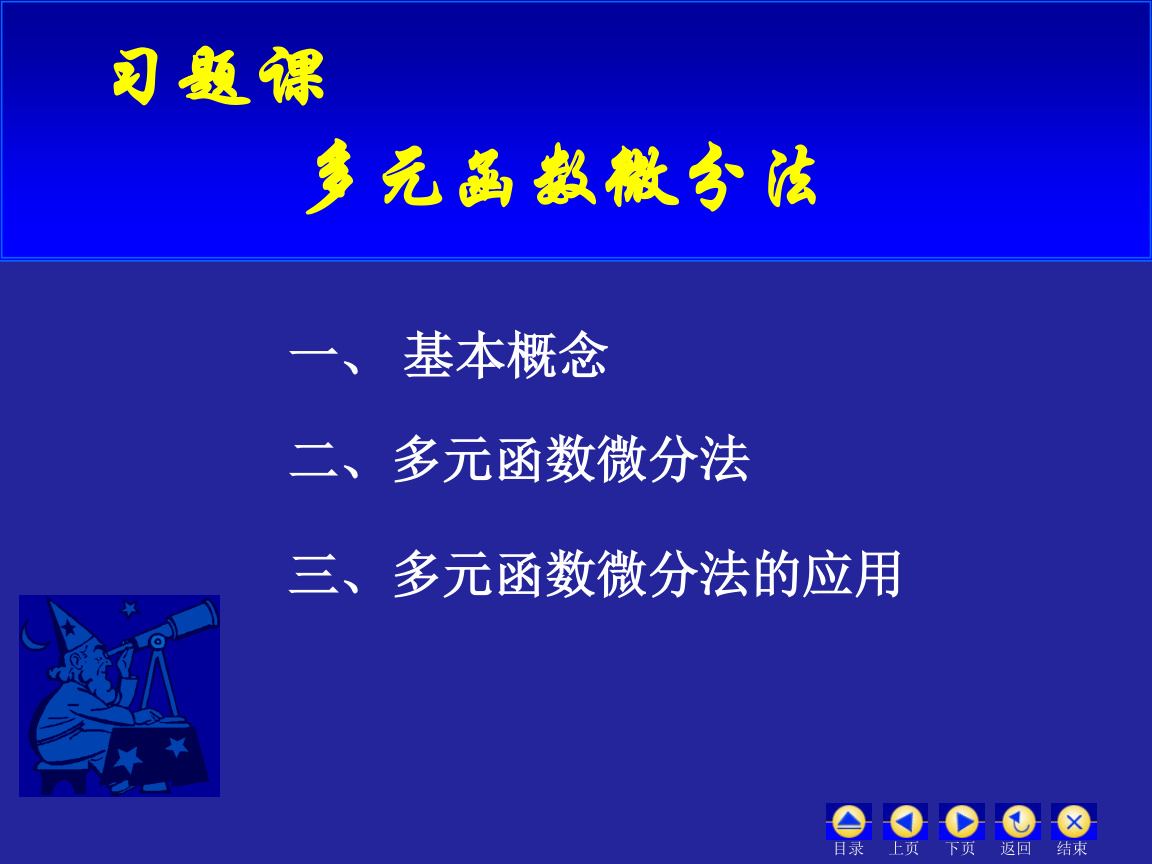 习题课
多元函数微分法
一、 基本概念
二、多元函数微分法
三、多元函数微分法的应用
目录 上页 下页 返回 结束